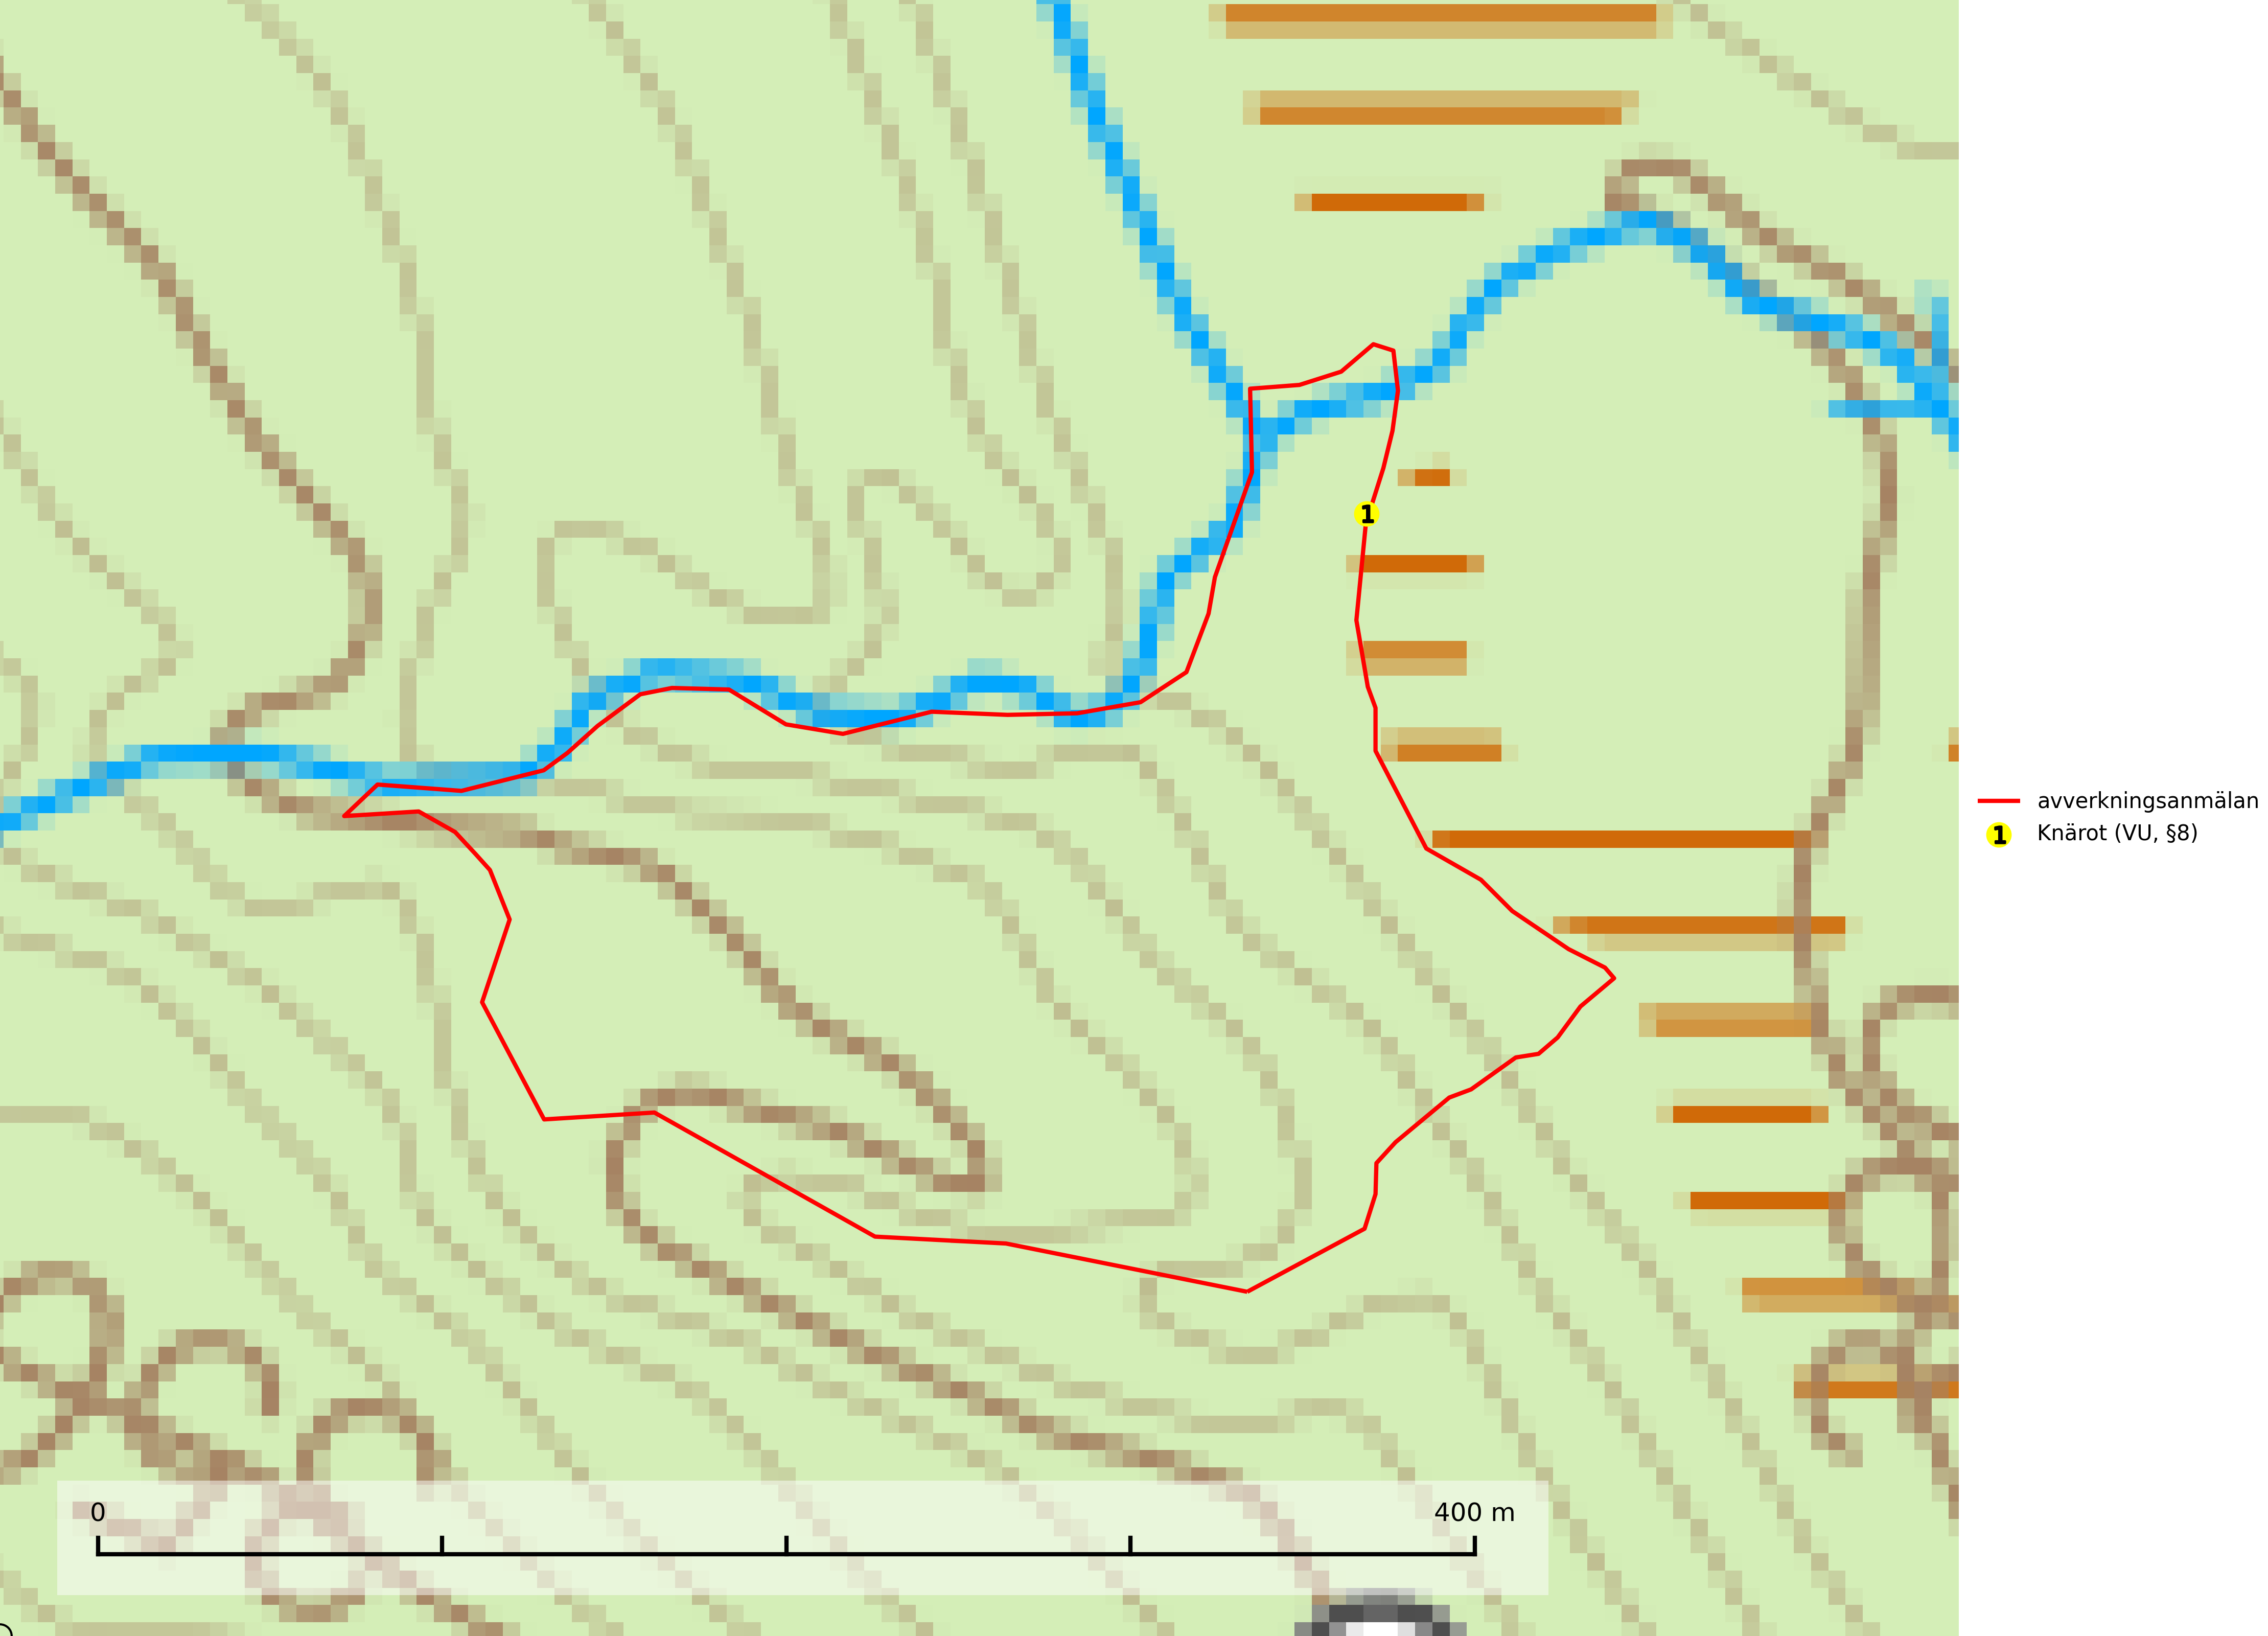 1
avverkningsanmälan
1 Knärot (VU, §8)
0 400 m